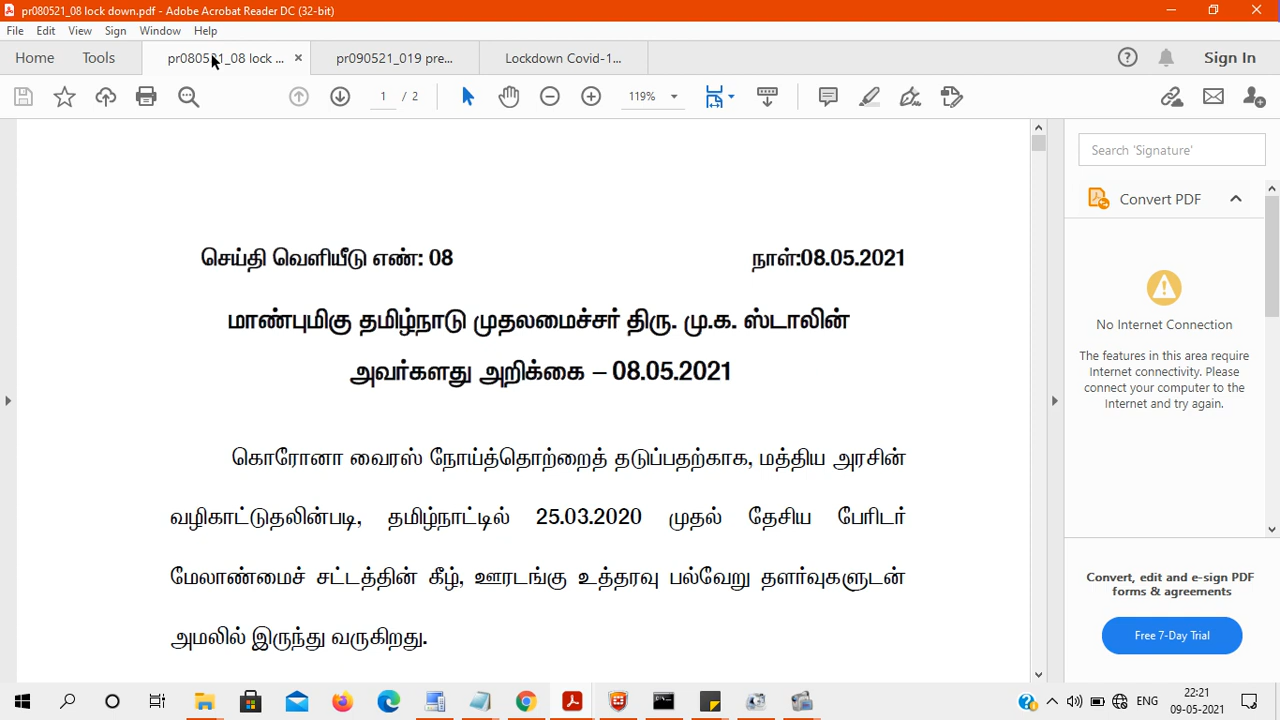 pr080521_08 lock down.pdf - Adobe Acrobat Reader DC (32-bit)
File Edit View Sign Window Help
Home Tools pr080521_08 lock ... × pr090521_019 pre... Lockdown Covid-1... Sign In
1 / 2 119%
Search 'Signature'
Convert PDF
செய்தி வெளியீடு எண்: 08 நாள்:08.05.2021
மாண்புமிகு தமிழ்நாடு முதலமைச்சர் திரு. மு.க. ஸ்டாலின்
அவர்களது அறிக்கை – 08.05.2021
கொரோனா வைரஸ் நோய்த்தொற்றைத் தடுப்பதற்காக, மத்திய அரசின்
வழிகாட்டுதலின்படி, தமிழ்நாட்டில் 25.03.2020 முதல் தேசிய பேரிடர்
மேலாண்மைச் சட்டத்தின் கீழ், ஊரடங்கு உத்தரவு பல்வேறு தளர்வுகளுடன்
அமலில் இருந்து வருகிறது.
No Internet Connection
The features in this area require
Internet connectivity. Please
connect your computer to the
Internet and try again.
Convert, edit and e-sign PDF
forms & agreements
Free 7-Day Trial
ENG 22:21
09-05-2021